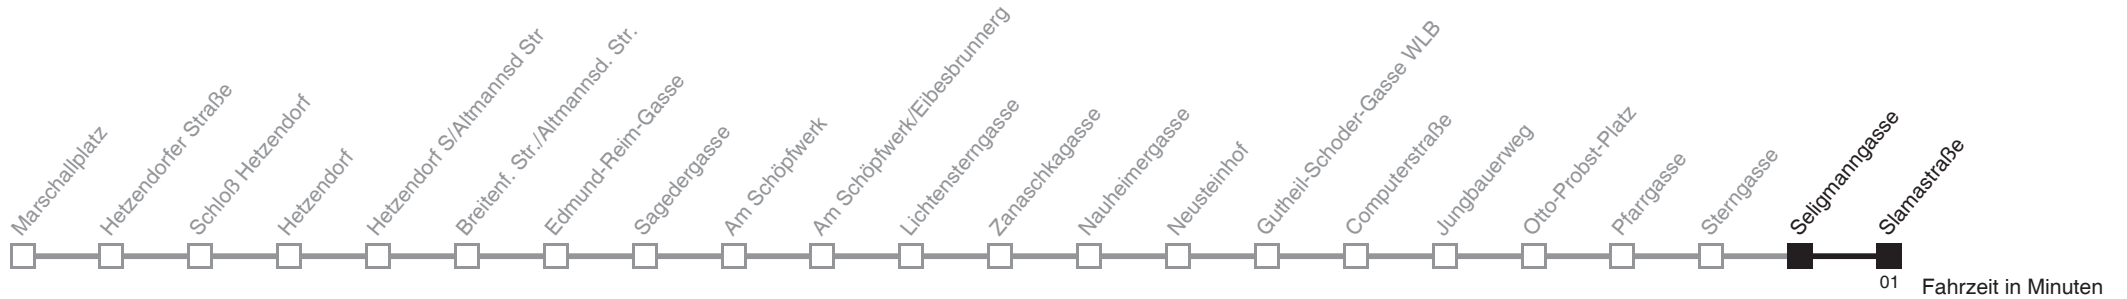 Marschallplatz
Hetzendorfer Straße
Schloß Hetzendorf
Hetzendorf
Hetzendorf S/Altmannsd Str
Breitenf. Str./Altmannsd. Str.
Edmund-Reim-Gasse
Sagedergasse
Am Schöpfwerk
Am Schöpfwerk/Eibesbrunnerg
Lichtensterngasse
Zanaschkagasse
Nauheimergasse
Neusteinhof
Gutheil-Schoder-Gasse WLB
Computerstraße
Jungbauerweg
Otto-Probst-Platz
Pfarrgasse
Sterngasse
Seligmanngasse
Slamastraße
01
Fahrzeit in Minuten